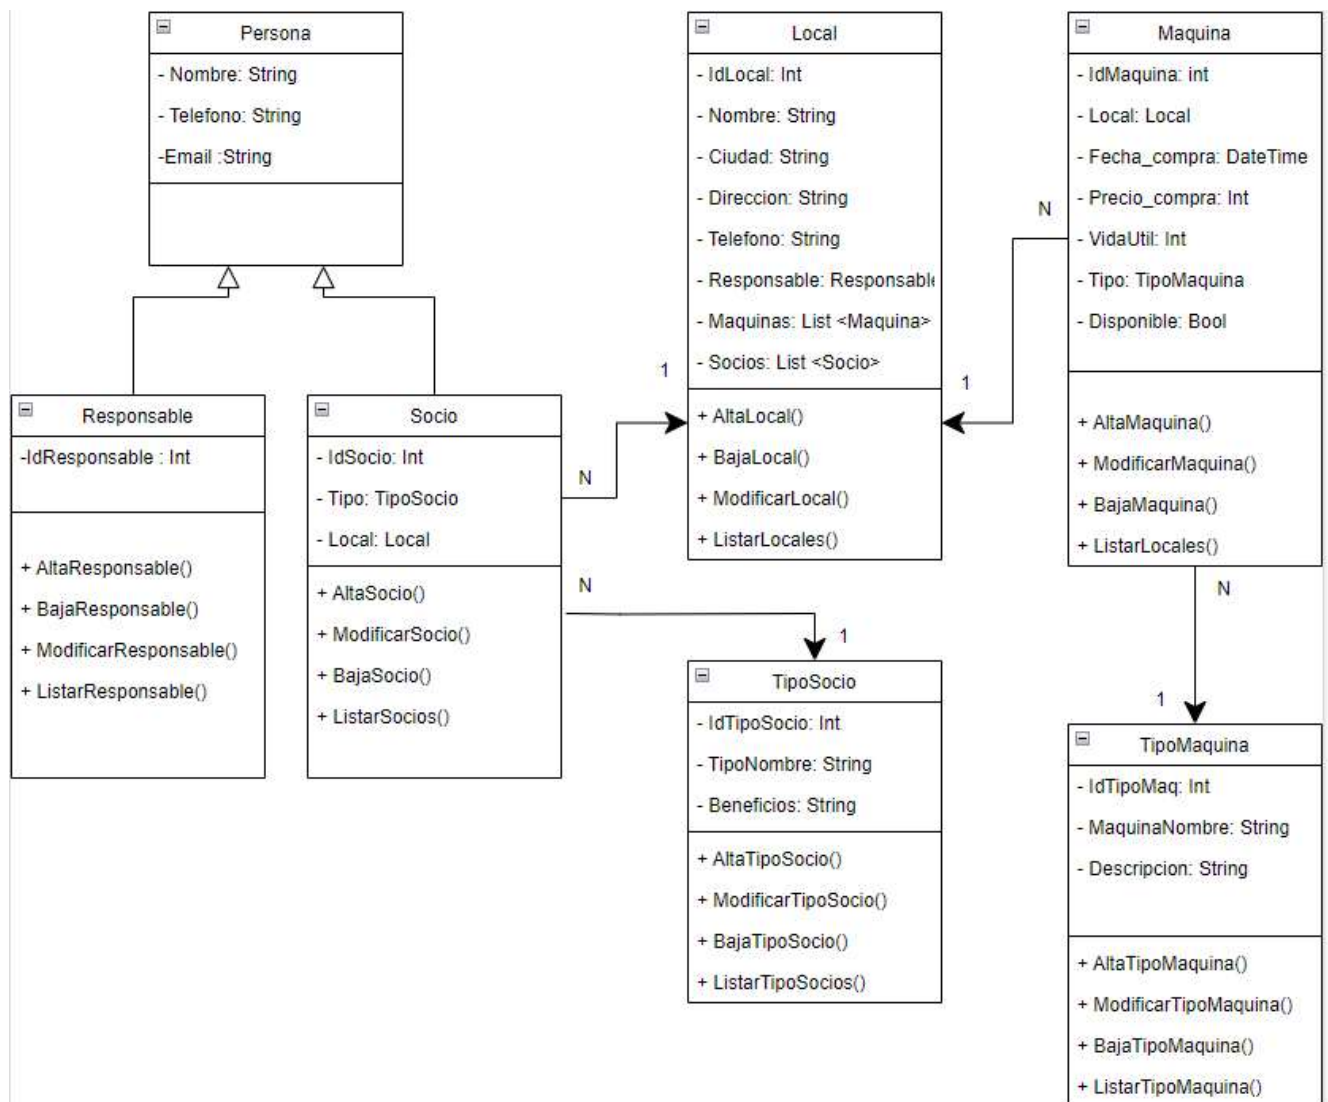 Persona
- Nombre: String
- Telefono: String
-Email :String
Local
- IdLocal: Int
- Nombre: String
- Ciudad: String
- Direccion: String
- Telefono: String
- Responsable: Responsable
- Maquinas: List <Maquina>
- Socios: List <Socio>
+ AltaLocal()
+ BajaLocal()
+ ModificarLocal()
+ ListarLocales()
Maquina
- IdMaquina: int
- Local: Local
- Fecha_compra: DateTime
- Precio_compra: Int
- VidaUtil: Int
- Tipo: TipoMaquina
- Disponible: Bool
+ AltaMaquina()
+ ModificarMaquina()
+ BajaMaquina()
+ ListarLocales()
N
1
1
N
N
1
N
1
Responsable
-IdResponsable : Int
+ AltaResponsable()
+ BajaResponsable()
+ ModificarResponsable()
+ ListarResponsable()
Socio
- IdSocio: Int
- Tipo: TipoSocio
- Local: Local
+ AltaSocio()
+ ModificarSocio()
+ BajaSocio()
+ ListarSocios()
TipoSocio
- IdTipoSocio: Int
- TipoNombre: String
- Beneficios: String
+ AltaTipoSocio()
+ ModificarTipoSocio()
+ BajaTipoSocio()
+ ListarTipoSocios()
TipoMaquina
- IdTipoMaq: Int
- MaquinaNombre: String
- Descripcion: String
+ AltaTipoMaquina()
+ ModificarTipoMaquina()
+ BajaTipoMaquina()
+ ListarTipoMaquina()